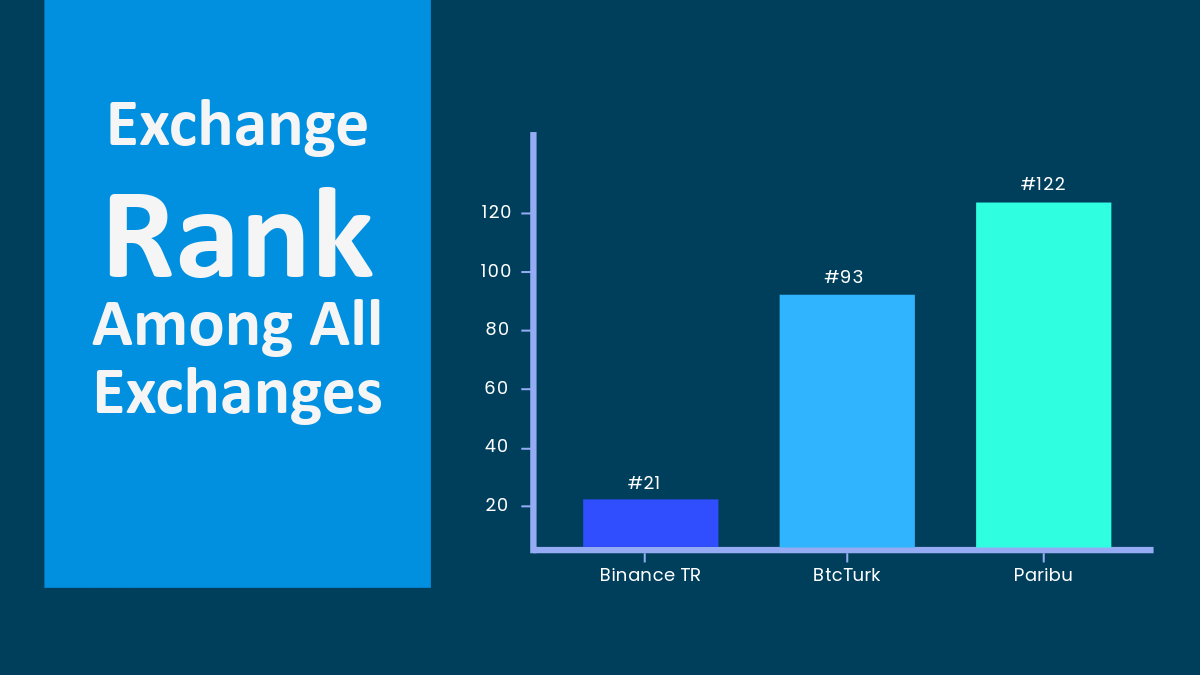 Exchange
Rank
Among All
Exchanges
120
100
80
60
40
20
#21
#93
#122
Binance TR
BtcTurk
Paribu